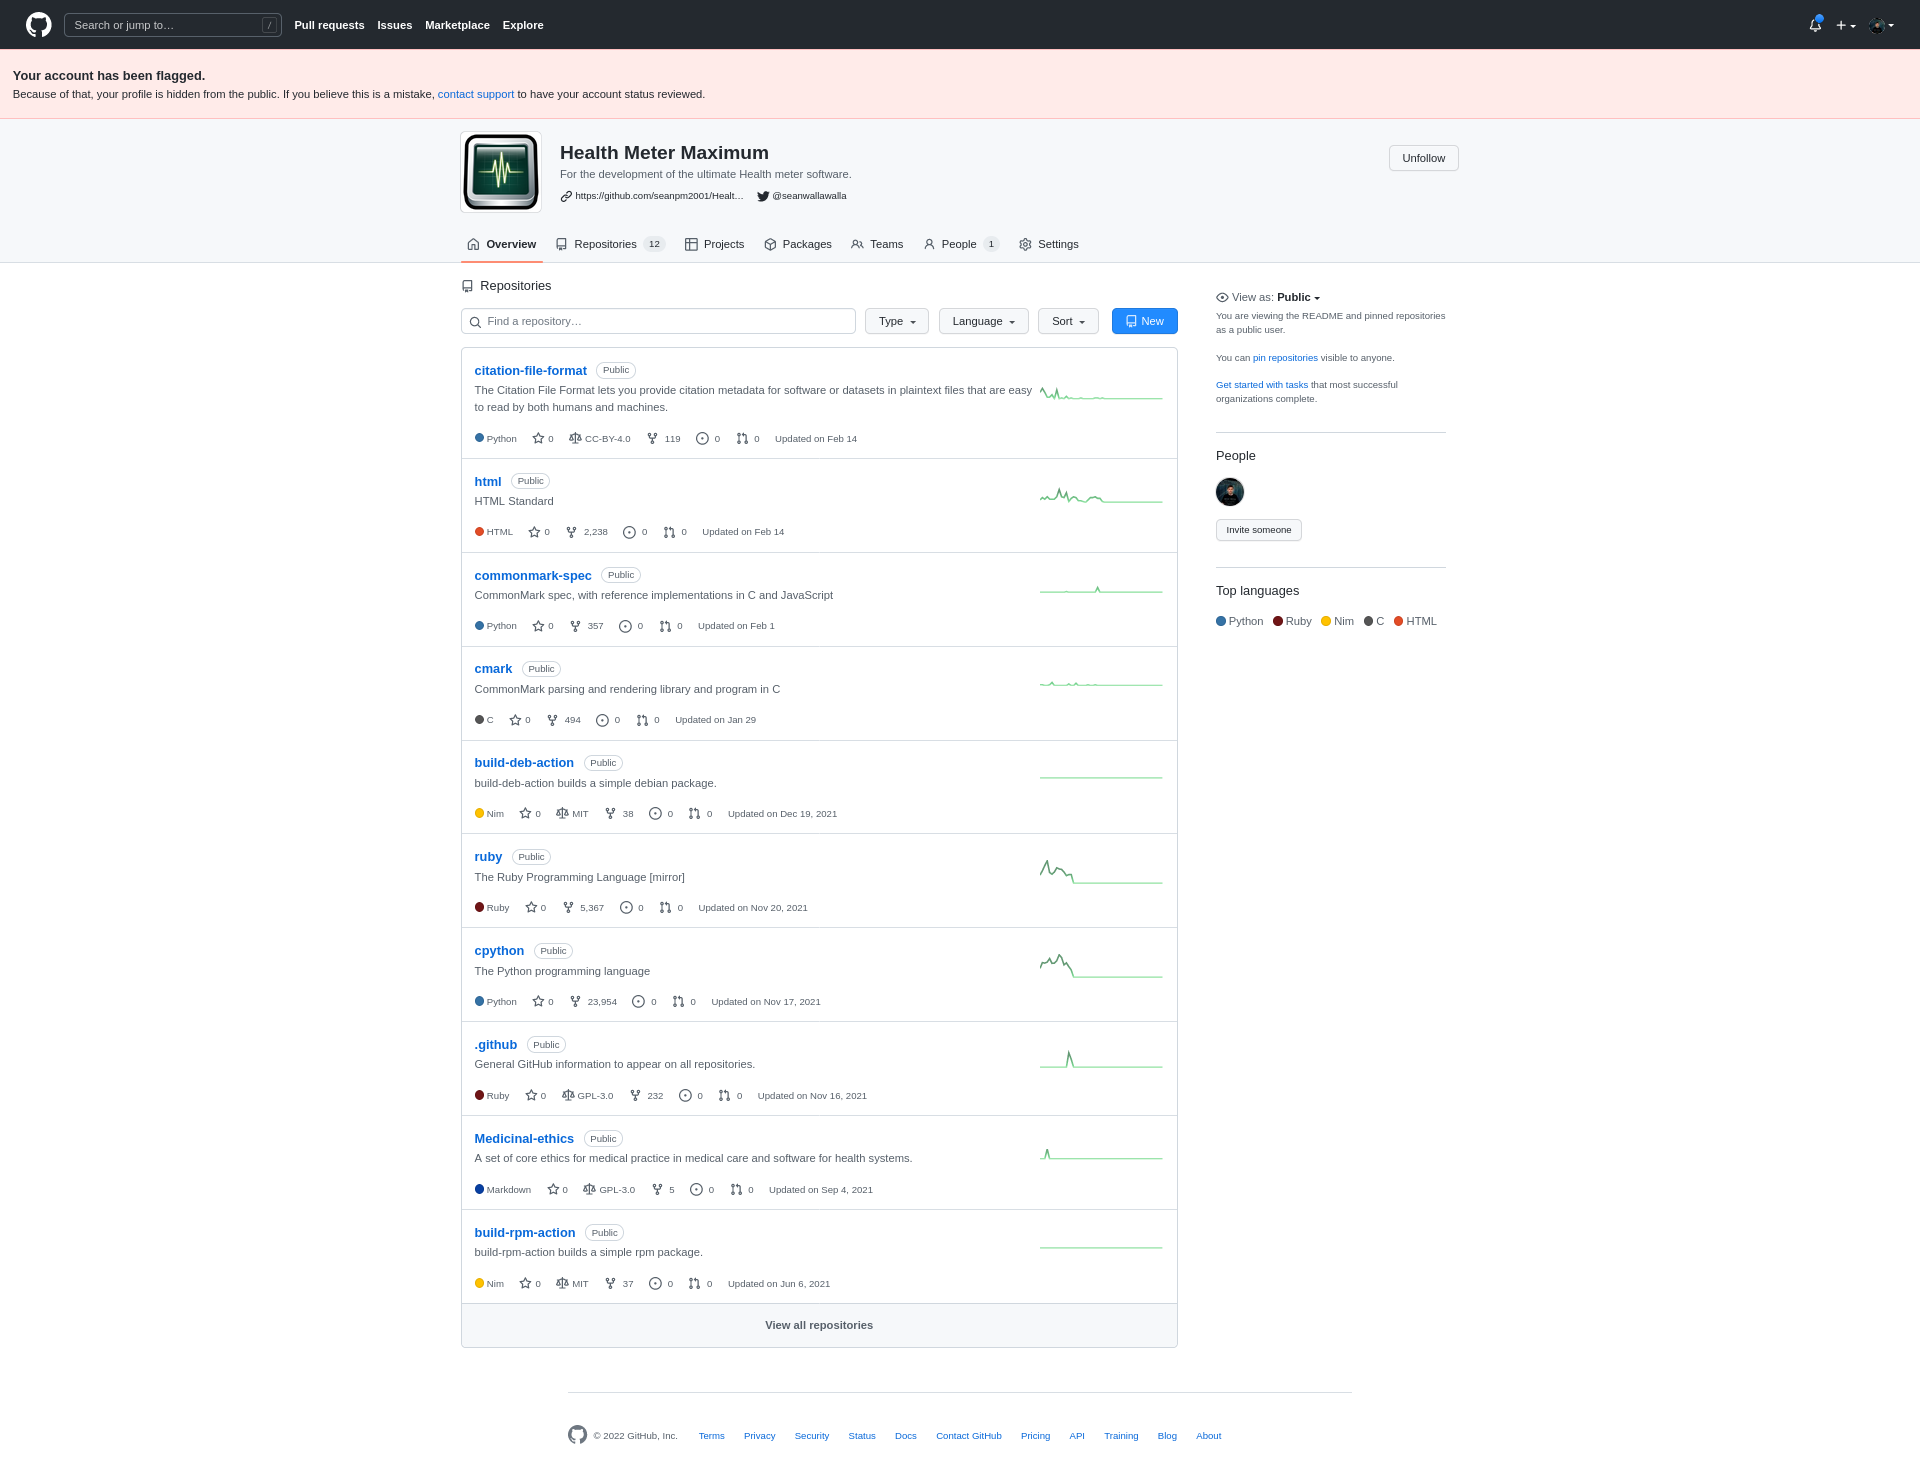 Search or jump to… /
Pull requests Issues Marketplace Explore
Your account has been flagged.
Because of that, your profile is hidden from the public. If you believe this is a mistake, contact support to have your account status reviewed.
Health Meter Maximum
For the development of the ultimate Health meter software.
https://github.com/seanpm2001/Healt… @seanwallawalla
Unfollow
Overview Repositories 12 Projects Packages Teams People 1 Settings
Repositories
Find a repository… Type Language Sort New
citation-file-format Public
The Citation File Format lets you provide citation metadata for software or datasets in plaintext files that are easy
to read by both humans and machines.
Python 0 CC-BY-4.0 119 0 0 Updated on Feb 14
html Public
HTML Standard
HTML 0 2,238 0 0 Updated on Feb 14
commonmark-spec Public
CommonMark spec, with reference implementations in C and JavaScript
Python 0 357 0 0 Updated on Feb 1
cmark Public
CommonMark parsing and rendering library and program in C
C 0 494 0 0 Updated on Jan 29
build-deb-action Public
build-deb-action builds a simple debian package.
Nim 0 MIT 38 0 0 Updated on Dec 19, 2021
ruby Public
The Ruby Programming Language [mirror]
Ruby 0 5,367 0 0 Updated on Nov 20, 2021
cpython Public
The Python programming language
Python 0 23,954 0 0 Updated on Nov 17, 2021
.github Public
General GitHub information to appear on all repositories.
Ruby 0 GPL-3.0 232 0 0 Updated on Nov 16, 2021
Medicinal-ethics Public
A set of core ethics for medical practice in medical care and software for health systems.
Markdown 0 GPL-3.0 5 0 0 Updated on Sep 4, 2021
build-rpm-action Public
build-rpm-action builds a simple rpm package.
Nim 0 MIT 37 0 0 Updated on Jun 6, 2021
View all repositories
View as: Public
You are viewing the README and pinned repositories
as a public user.
You can pin repositories visible to anyone.
Get started with tasks that most successful
organizations complete.
People
Invite someone
Top languages
Python Ruby Nim C HTML
© 2022 GitHub, Inc. Terms Privacy Security Status Docs Contact GitHub Pricing API Training Blog About